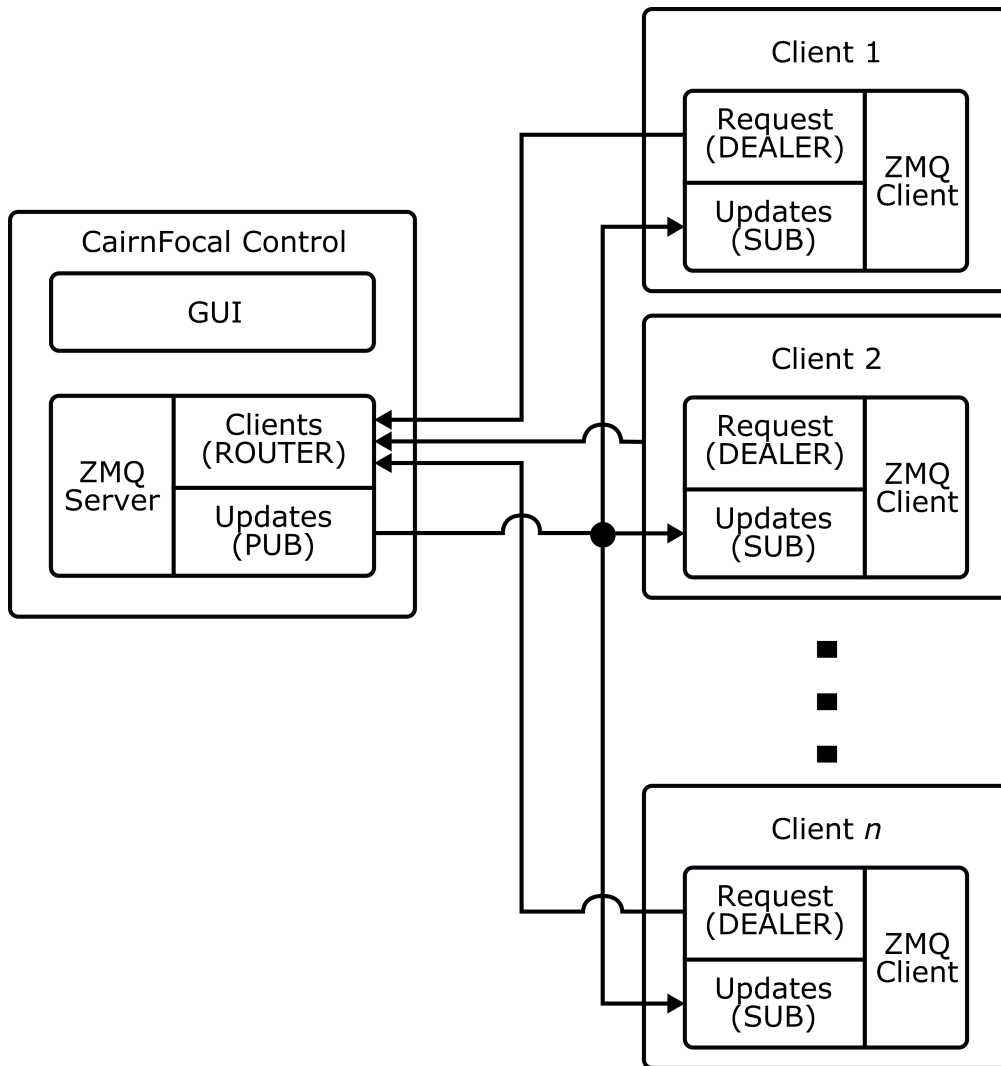 CairnFocal Control
GUI
ZMQ
Server
Clients
(ROUTER)
Updates
(PUB)
Client 1
Request
(DEALER)
Updates
(SUB)
ZMQ
Client
Client 2
Request
(DEALER)
Updates
(SUB)
ZMQ
Client
Client n
Request
(DEALER)
Updates
(SUB)
ZMQ
Client